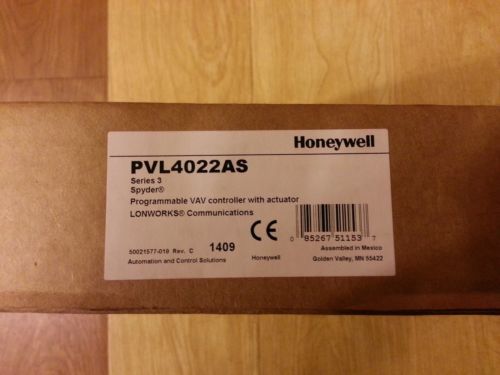 Honeywell
PVL4022AS
Series 3
Spyder®
Programmable VAV controller with actuator
LONWORKS® Communications
CE
0 85267 51153 7
50021577-019 Rev. C 1409
Assembled in Mexico
Automation and Control Solutions Honeywell Golden Valley, MN 55422